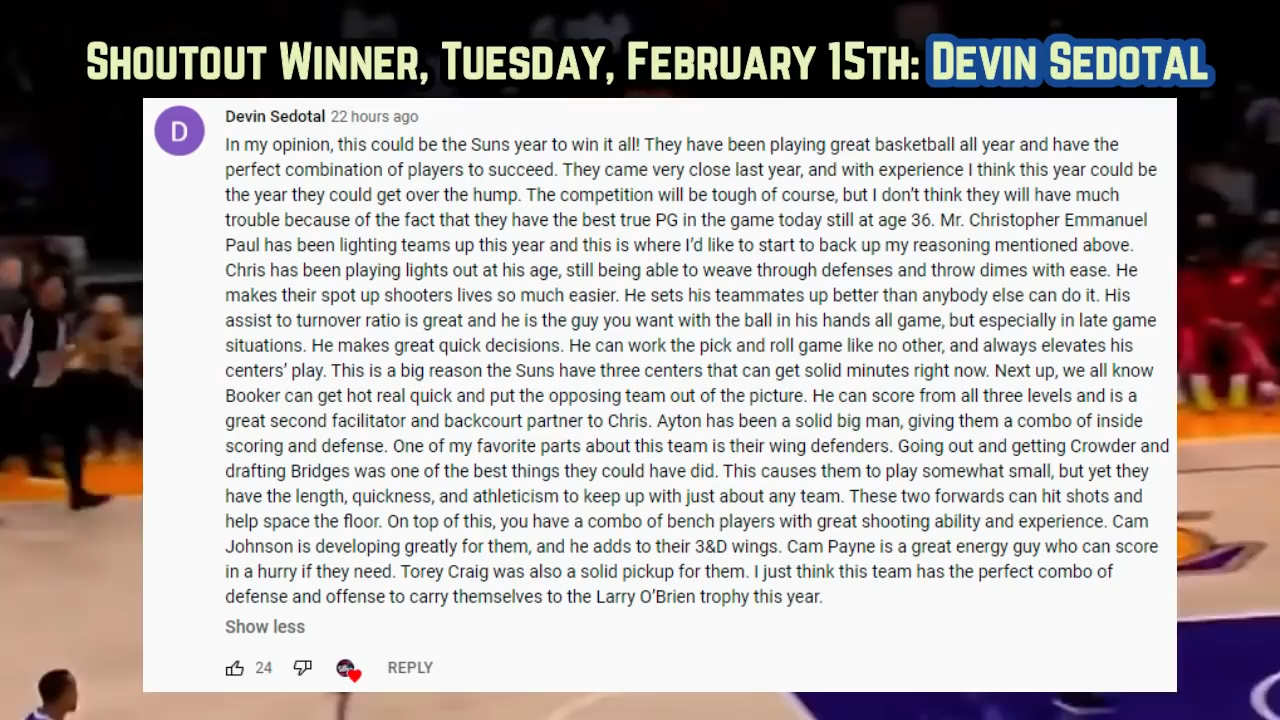 Shoutout Winner, Tuesday, February 15th: Devin Sedotal
D
Devin Sedotal 22 hours ago
In my opinion, this could be the Suns year to win it all! They have been playing great basketball all year and have the
perfect combination of players to succeed. They came very close last year, and with experience I think this year could be
the year they could get over the hump. The competition will be tough of course, but I don’t think they will have much
trouble because of the fact that they have the best true PG in the game today still at age 36. Mr. Christopher Emmanuel
Paul has been lighting teams up this year and this is where I’d like to start to back up my reasoning mentioned above.
Chris has been playing lights out at his age, still being able to weave through defenses and throw dimes with ease. He
makes their spot up shooters lives so much easier. He sets his teammates up better than anybody else can do it. His
assist to turnover ratio is great and he is the guy you want with the ball in his hands all game, but especially in late game
situations. He makes great quick decisions. He can work the pick and roll game like no other, and always elevates his
centers’ play. This is a big reason the Suns have three centers that can get solid minutes right now. Next up, we all know
Booker can get hot real quick and put the opposing team out of the picture. He can score from all three levels and is a
great second facilitator and backcourt partner to Chris. Ayton has been a solid big man, giving them a combo of inside
scoring and defense. One of my favorite parts about this team is their wing defenders. Going out and getting Crowder and
drafting Bridges was one of the best things they could have did. This causes them to play somewhat small, but yet they
have the length, quickness, and athleticism to keep up with just about any team. These two forwards can hit shots and
help space the floor. On top of this, you have a combo of bench players with great shooting ability and experience. Cam
Johnson is developing greatly for them, and he adds to their 3&D wings. Cam Payne is a great energy guy who can score
in a hurry if they need. Torey Craig was also a solid pickup for them. I just think this team has the perfect combo of
defense and offense to carry themselves to the Larry O’Brien trophy this year.
Show less
24 REPLY